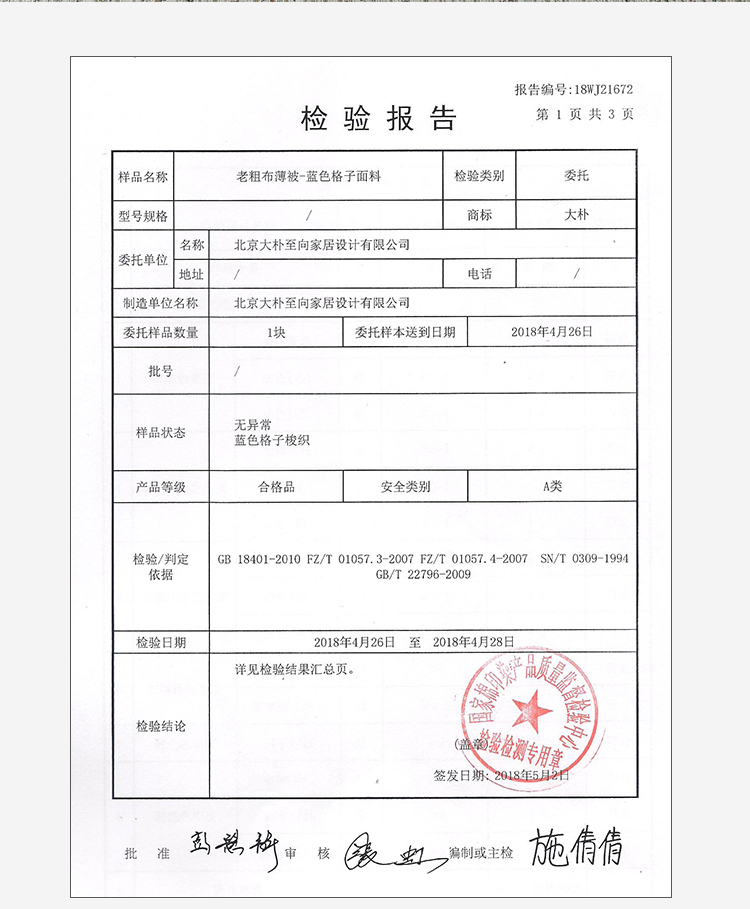 报告编号:18WJ21672
检验报告
第 1 页 共 3 页
样品名称 老粗布薄被-蓝色格子面料 检验类别 委托
型号规格 / 商标 大朴
委托单位 名称 北京大朴至向家居设计有限公司
地址 / 电话 /
制造单位名称 北京大朴至向家居设计有限公司
委托样品数量 1块 委托样本送到日期 2018年4月26日
批号 /
样品状态 无异常
蓝色格子梭织
产品等级 合格品 安全类别 A类
检验/判定
依据
GB 18401-2010 FZ/T 01057.3-2007 FZ/T 01057.4-2007 SN/T 0309-1994
GB/T 22796-2009
检验日期 2018年4月26日 至 2018年4月28日
检验结论 详见检验结果汇总页。
国家棉印染产品质量监督检验中心
检验检测专用章
(盖章)
签发日期: 2018年5月2日
批 准 审 核 编制或主检 施倩倩